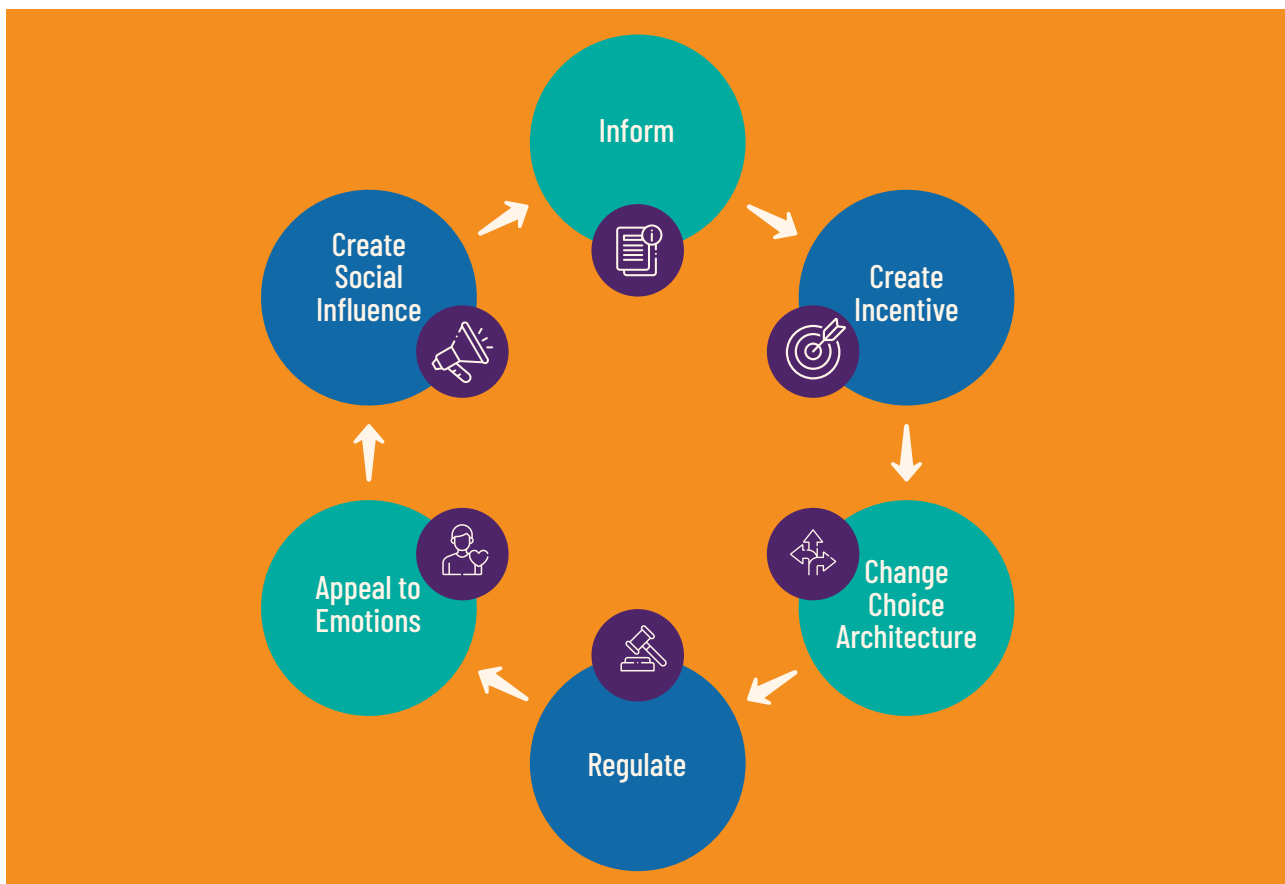 Inform
Create
Incentive
Change
Choice
Architecture
Regulate
Appeal to
Emotions
Create
Social
Influence